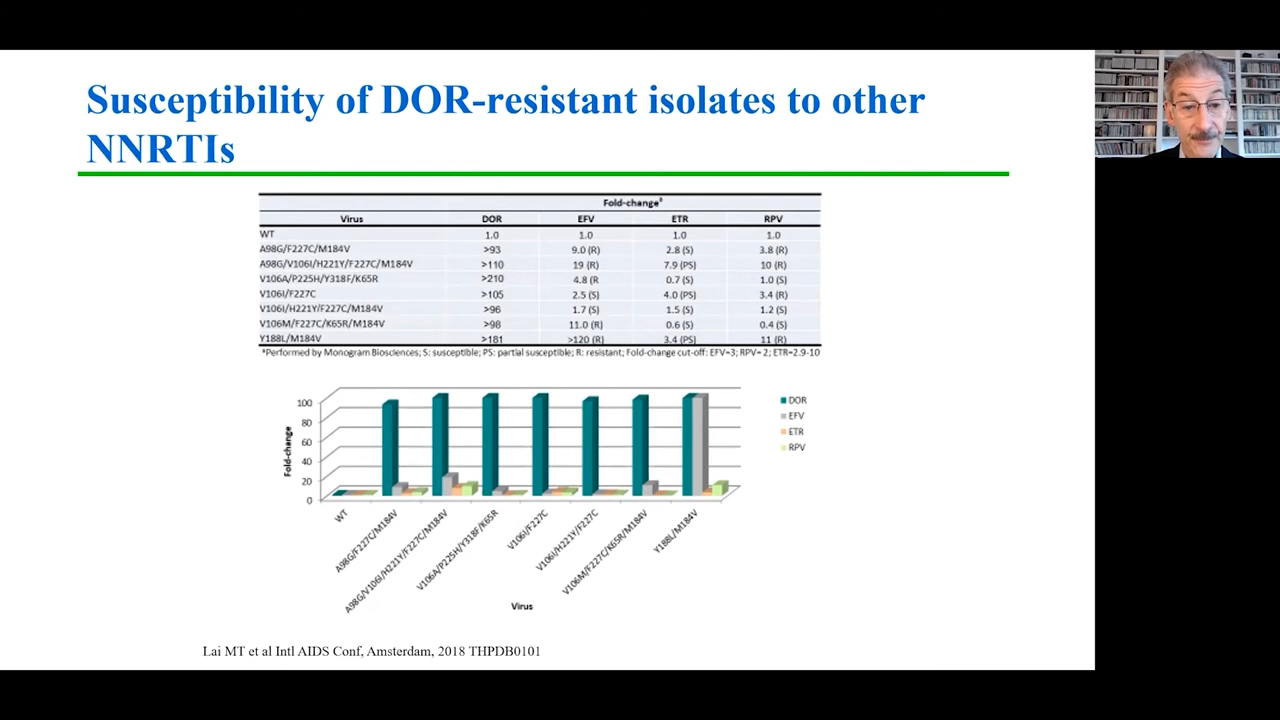 Susceptibility of DOR-resistant isolates to other
NNRTIs
Fold-changeª
Virus DOR EFV ETR RPV
WT 1.0 1.0 1.0 1.0
A98G/F227C/M184V >93 9.0 (R) 2.8 (S) 3.8 (R)
A98G/V106I/H221Y/F227C/M184V >110 19 (R) 7.9 (PS) 10 (R)
V106A/P225H/Y318F/K65R >210 4.8 (R 0.7 (S) 1.0 (S)
V106I/F227C >105 2.5 (S) 4.0 (PS) 3.4 (R)
V106I/H221Y/F227C/M184V >96 1.7 (S) 1.5 (S) 1.2 (S)
V106M/F227C/K65R/M184V >98 11.0 (R) 0.6 (S) 0.4 (S)
Y188L/M184V >181 >120 (R) 3.4 (PS) 11 (R)
ªPerformed by Monogram Biosciences; S: susceptible; PS: partial susceptible; R: resistant; Fold-change cut-off: EFV=3; RPV= 2; ETR=2.9-10
Fold-change
100
80
60
40
20
0
DOR
EFV
ETR
RPV
WT
A98G/F227C/M184V
A98G/V106I/H221Y/F227C/M184V
V106A/P225H/Y318F/K65R
V106I/F227C
V106I/H221Y/F227C
V106M/F227C/K65R/M184V
Y188L/M184V
Virus
Lai MT et al Intl AIDS Conf, Amsterdam, 2018 THPDB0101